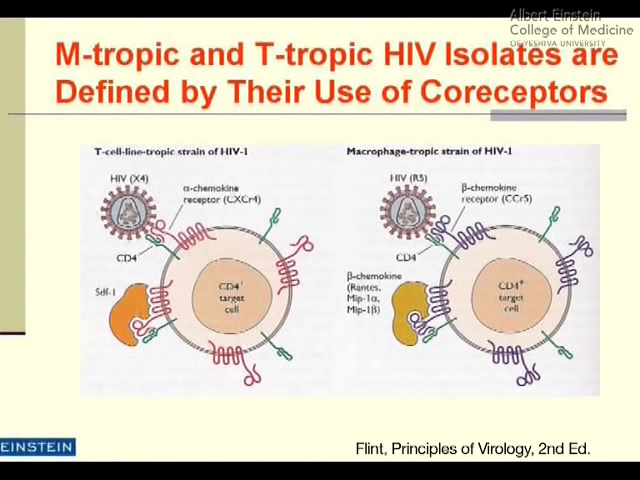 Albert Einstein
College of Medicine
OF YESHIVA UNIVERSITY
M-tropic and T-tropic HIV Isolates are
Defined by Their Use of Coreceptors
T-cell-line-tropic strain of HIV-1
HIV (X4)
α-chemokine
receptor (CXCr4)
CD4
Sdf-1
CD4+
target
cell
Macrophage-tropic strain of HIV-1
HIV (R5)
β-chemokine
receptor (CCr5)
CD4
β-chemokine
(Rantes,
Mip-1α,
Mip-1β)
CD4+
target
cell
EINSTEIN
Flint, Principles of Virology, 2nd Ed.